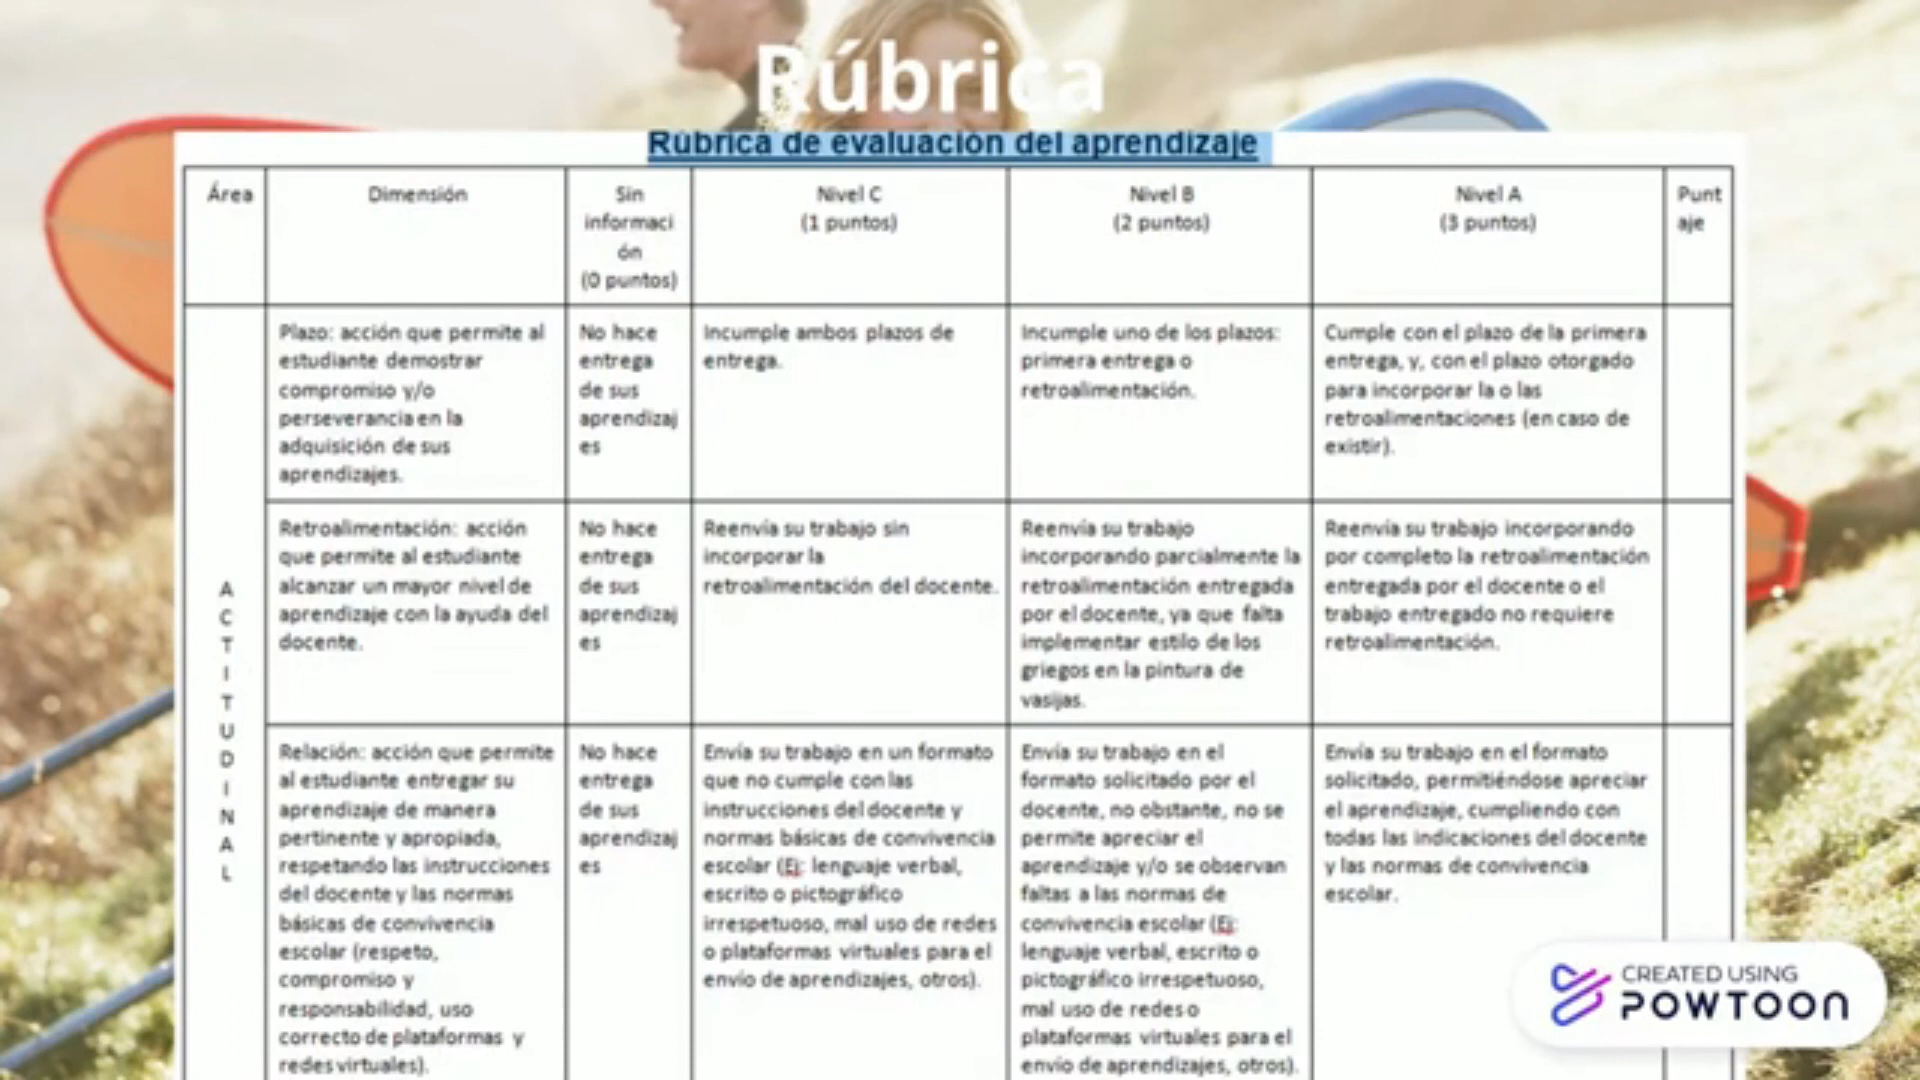 Rúbrica
Rúbrica de evaluación del aprendizaje
Área
Dimensión
Sin
informaci
ón
(0 puntos)
Nivel C
(1 puntos)
Nivel B
(2 puntos)
Nivel A
(3 puntos)
Punt
aje
A
C
T
I
T
U
D
I
N
A
L
Plazo: acción que permite al
estudiante demostrar
compromiso y/o
perseverancia en la
adquisición de sus
aprendizajes.
No hace
entrega
de sus
aprendizaj
es
Incumple ambos plazos de
entrega.
Incumple uno de los plazos:
primera entrega o
retroalimentación.
Cumple con el plazo de la primera
entrega, y, con el plazo otorgado
para incorporar la o las
retroalimentaciones (en caso de
existir).
Retroalimentación: acción
que permite al estudiante
alcanzar un mayor nivel de
aprendizaje con la ayuda del
docente.
No hace
entrega
de sus
aprendizaj
es
Reenvía su trabajo sin
incorporar la
retroalimentación del docente.
Reenvía su trabajo
incorporando parcialmente la
retroalimentación entregada
por el docente, ya que falta
implementar estilo de los
griegos en la pintura de
vasijas.
Reenvía su trabajo incorporando
por completo la retroalimentación
entregada por el docente o el
trabajo entregado no requiere
retroalimentación.
Relación: acción que permite
al estudiante entregar su
aprendizaje de manera
pertinente y apropiada,
respetando las instrucciones
del docente y las normas
básicas de convivencia
escolar (respeto,
compromiso y
responsabilidad, uso
correcto de plataformas y
redes virtuales).
No hace
entrega
de sus
aprendizaj
es
Envía su trabajo en un formato
que no cumple con las
instrucciones del docente y
normas básicas de convivencia
escolar (Ej: lenguaje verbal,
escrito o pictográfico
irrespetuoso, mal uso de redes
o plataformas virtuales para el
envío de aprendizajes, otros).
Envía su trabajo en el
formato solicitado por el
docente, no obstante, no se
permite apreciar el
aprendizaje y/o se observan
faltas a las normas de
convivencia escolar (Ej:
lenguaje verbal, escrito o
pictográfico irrespetuoso,
mal uso de redes o
plataformas virtuales para el
envío de aprendizajes, otros).
Envía su trabajo en el formato
solicitado, permitiéndose apreciar
el aprendizaje, cumpliendo con
todas las indicaciones del docente
y las normas de convivencia
escolar.
CREATED USING
POWTOON